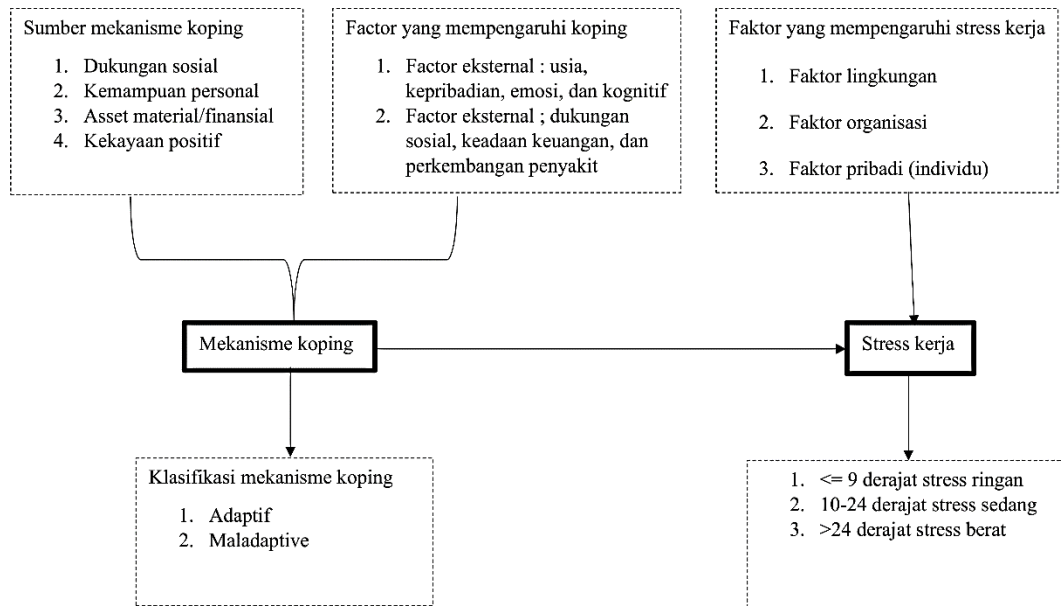 Sumber mekanisme koping
1. Dukungan sosial
2. Kemampuan personal
3. Asset material/finansial
4. Kekayaan positif
Factor yang mempengaruhi koping
1. Factor eksternal : usia,
kepribadian, emosi, dan kognitif
2. Factor eksternal ; dukungan
sosial, keadaan keuangan, dan
perkembangan penyakit
Faktor yang mempengaruhi stress kerja
1. Faktor lingkungan
2. Faktor organisasi
3. Faktor pribadi (individu)
Mekanisme koping
Stress kerja
Klasifikasi mekanisme koping
1. Adaptif
2. Maladaptive
1. <= 9 derajat stress ringan
2. 10-24 derajat stress sedang
3. >24 derajat stress berat